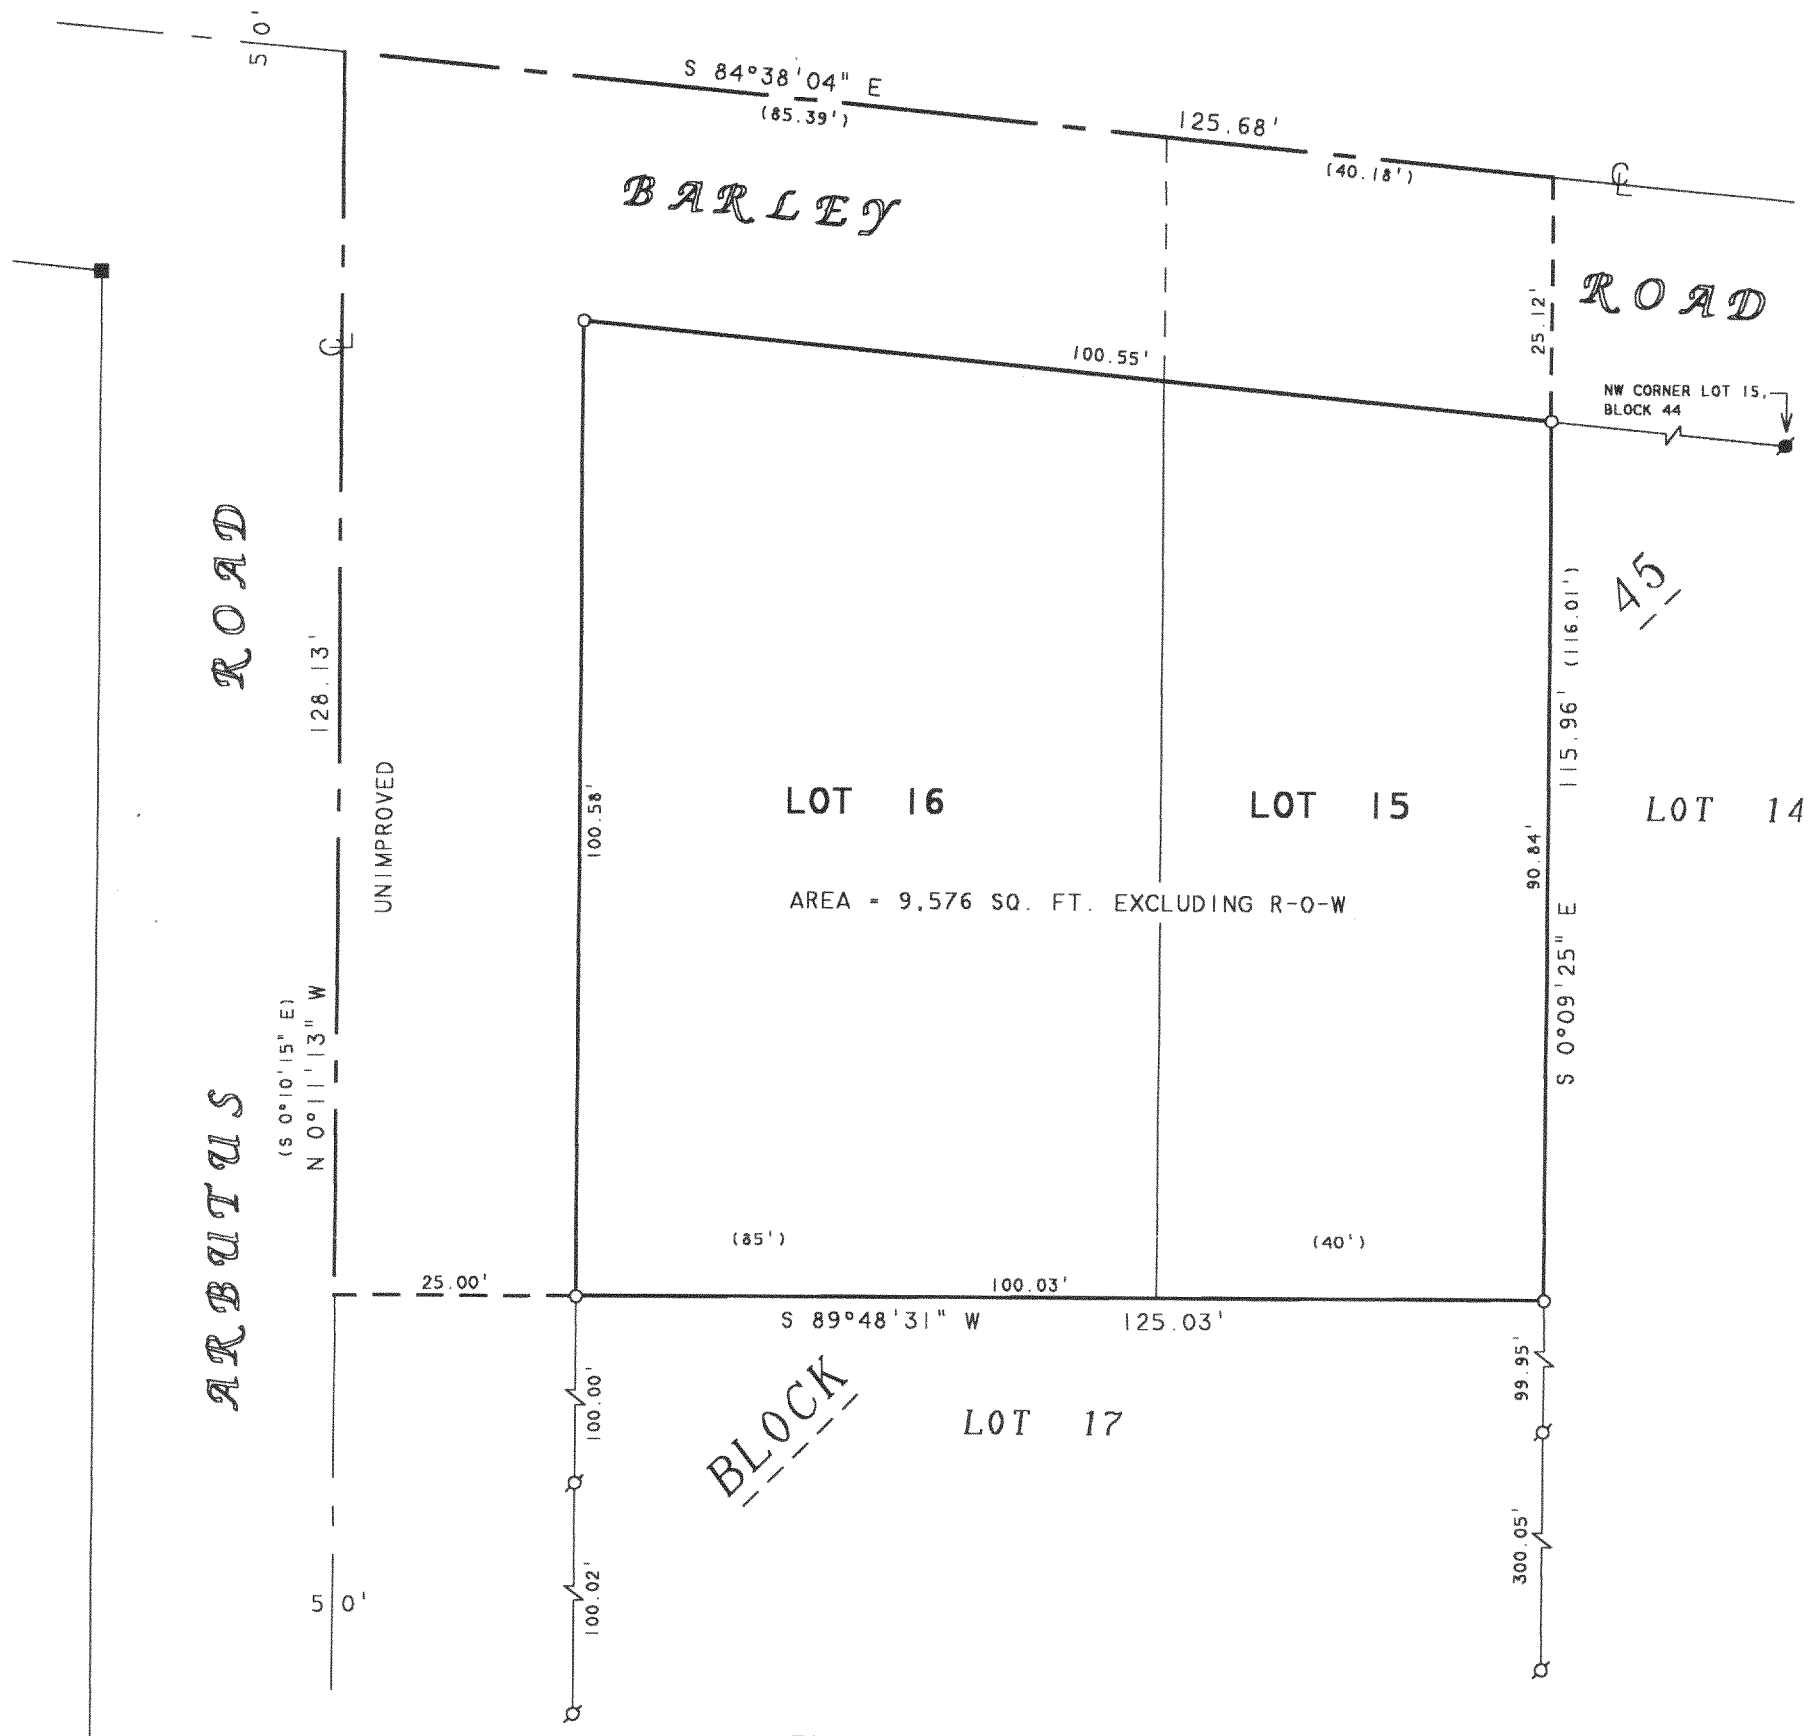 50'
S 84°38'04" E
(85.39')
125.68'
(40.18')
℄
BARLEY
ROAD
25.12'
℄
100.55'
NW CORNER LOT 15,
BLOCK 44
ROAD
128.13'
UNIMPROVED
45
115.96' (116.01')
100.58'
LOT 16
LOT 15
LOT 14
90.84'
AREA = 9,576 SQ. FT. EXCLUDING R-O-W
S 0°09'25" E
(S 0°10'15" E)
N 0°11'13" W
ARBUTUS
(85')
(40')
25.00'
100.03'
S 89°48'31" W
125.03'
100.00'
99.95'
BLOCK
LOT 17
100.02'
300.05'
50'